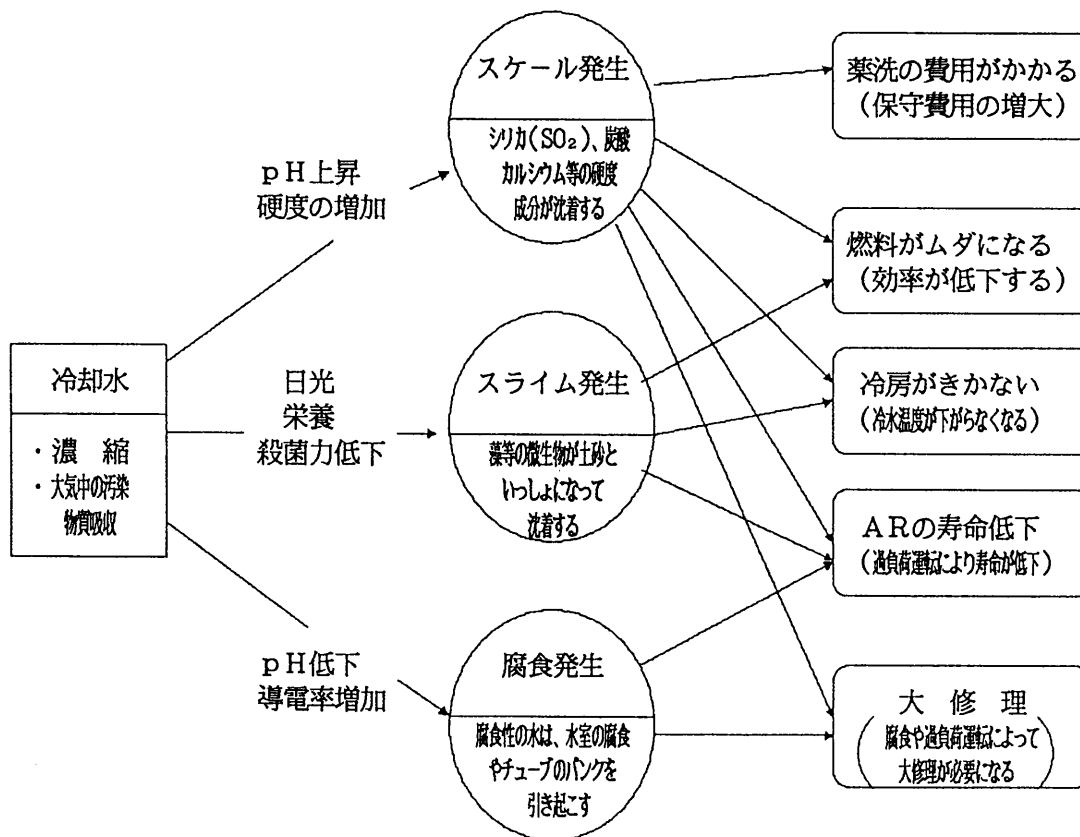 冷却水
・濃 縮
・大気中の汚染
物質吸収
pH上昇
硬度の増加
日光
栄養
殺菌力低下
pH低下
導電率増加
スケール発生
シリカ(SO₂)、炭酸
カルシウム等の硬度
成分が沈着する
スライム発生
藻等の微生物が土砂と
いっしょになって
沈着する
腐食発生
腐食性の水は、水室の腐食
やチューブのパンクを
引き起こす
薬洗の費用がかかる
(保守費用の増大)
燃料がムダになる
(効率が低下する)
冷房がきかない
(冷水温度が下がらなくなる)
ARの寿命低下
(過負荷運転により寿命が低下)
大 修 理
(腐食や過負荷運転によって
大修理が必要になる)